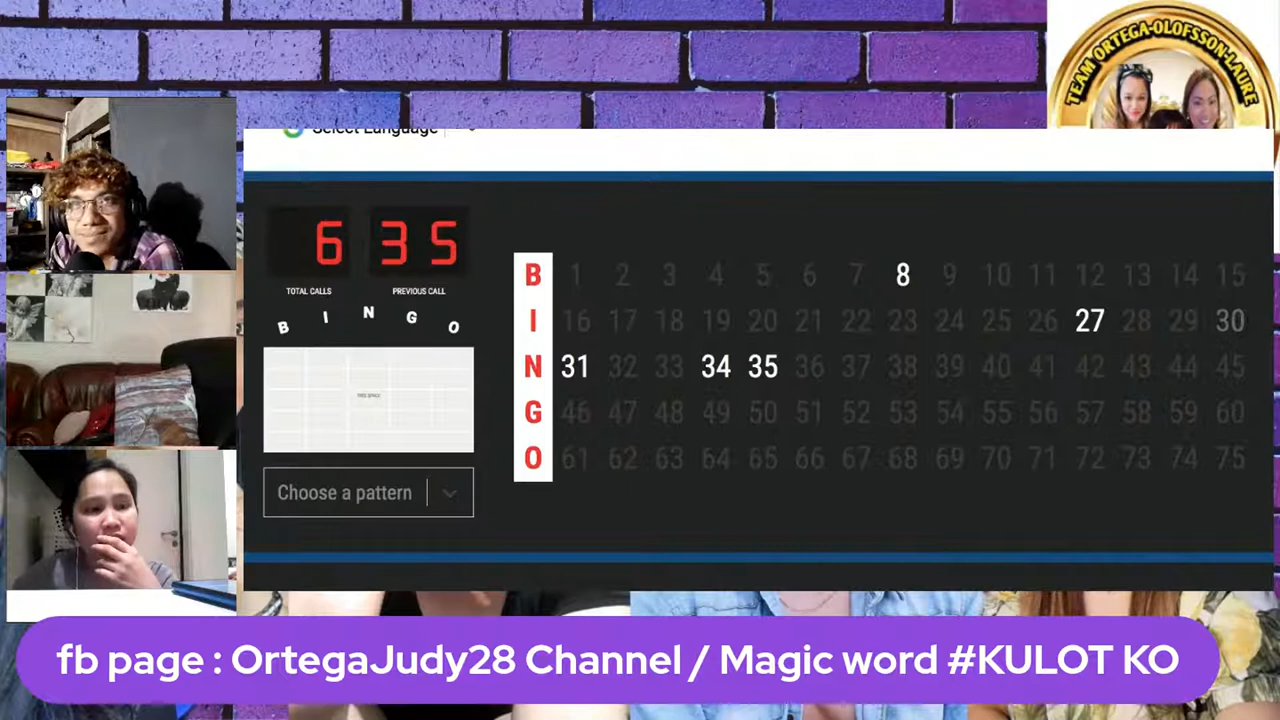 TEAM ORTEGA-OLOFSSON-LAURE
Select Language
6 35
TOTAL CALLS PREVIOUS CALL
B I N G O
FREE SPACE
Choose a pattern
B 1 2 3 4 5 6 7 8 9 10 11 12 13 14 15
I 16 17 18 19 20 21 22 23 24 25 26 27 28 29 30
N 31 32 33 34 35 36 37 38 39 40 41 42 43 44 45
G 46 47 48 49 50 51 52 53 54 55 56 57 58 59 60
O 61 62 63 64 65 66 67 68 69 70 71 72 73 74 75
fb page : OrtegaJudy28 Channel / Magic word #KULOT KO